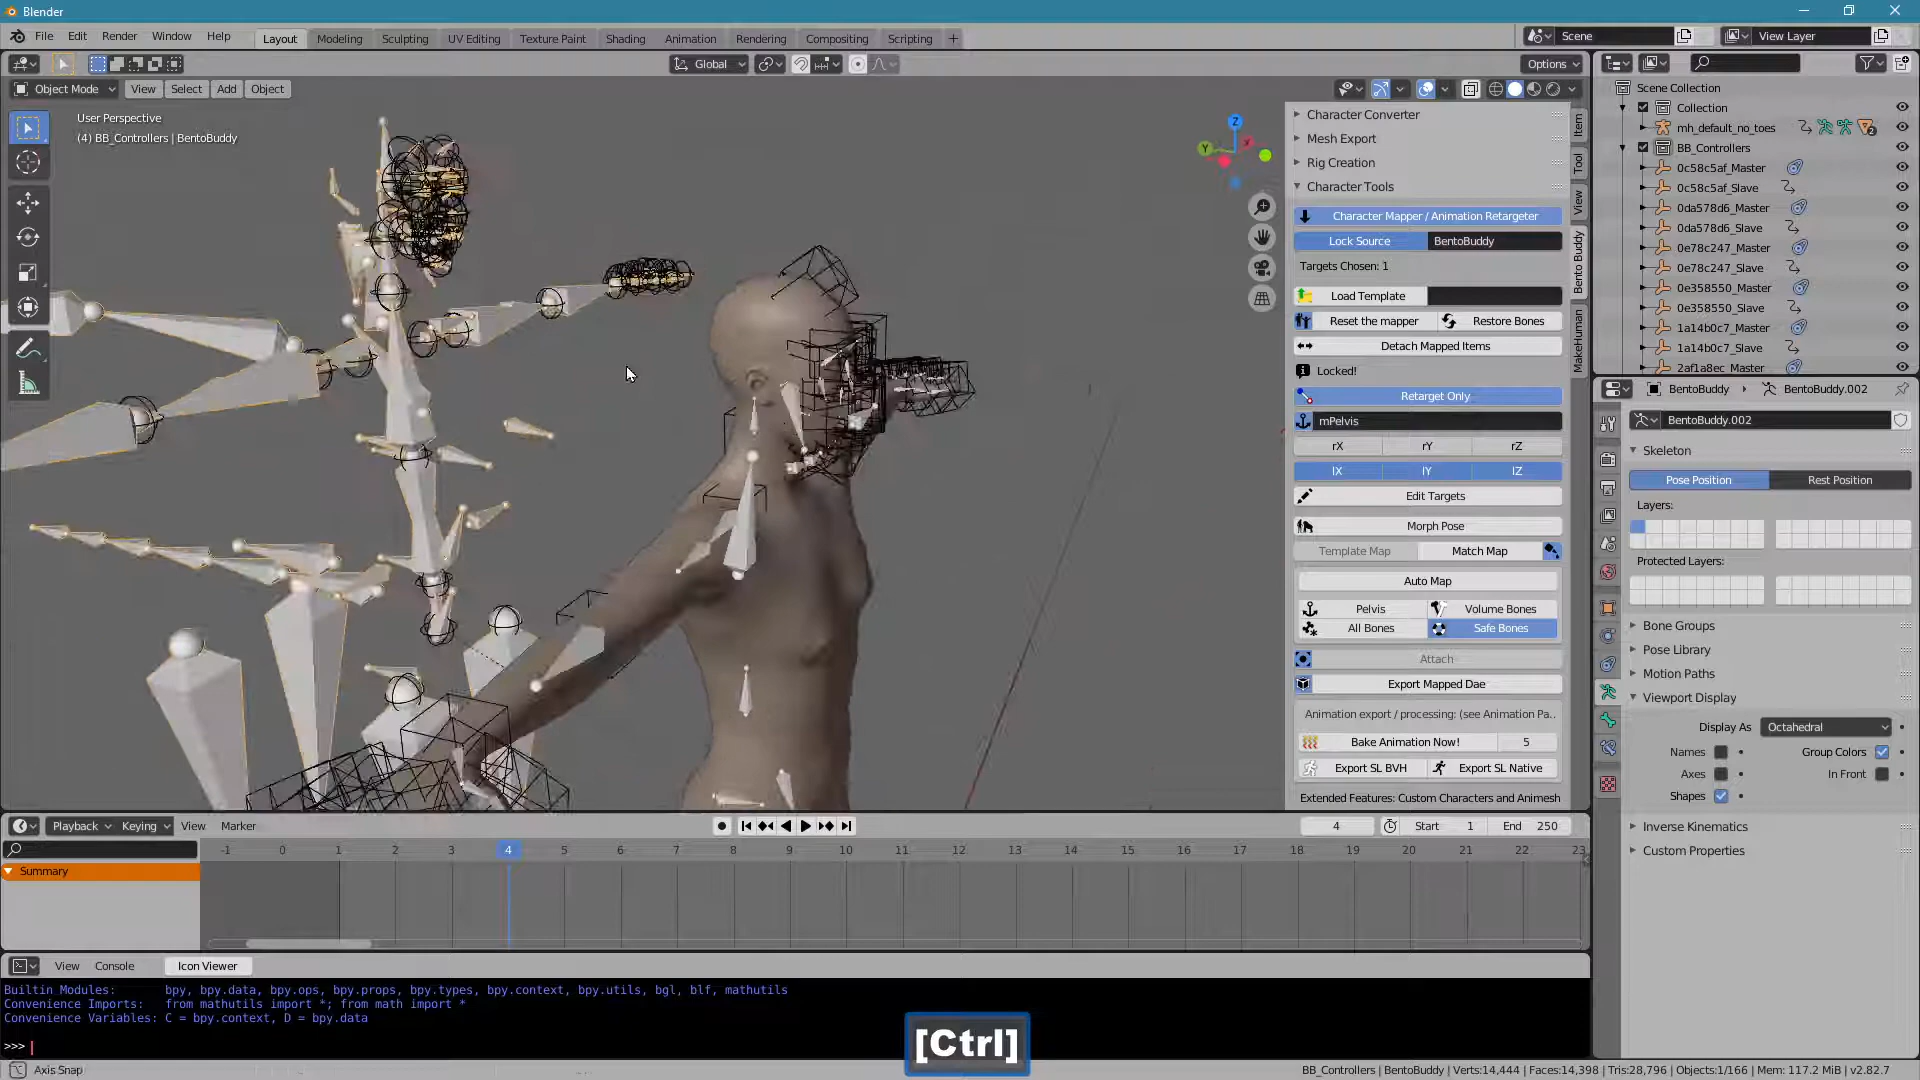 Blender
File Edit Render Window Help
Layout Modeling Sculpting UV Editing Texture Paint Shading Animation Rendering Compositing Scripting
Scene
View Layer
Global
Options
Object Mode View Select Add Object
User Perspective
(4) BB_Controllers | BentoBuddy
Z
Y
X
Item
Tool
View
Bento Buddy
MakeHuman
Character Converter
Mesh Export
Rig Creation
Character Tools
Character Mapper / Animation Retargeter
Lock Source BentoBuddy
Targets Chosen: 1
Load Template
Reset the mapper Restore Bones
Detach Mapped Items
Locked!
Retarget Only
mPelvis
rX rY rZ
lX lY lZ
Edit Targets
Morph Pose
Template Map Match Map
Auto Map
Pelvis Volume Bones
All Bones Safe Bones
Attach
Export Mapped Dae
Animation export / processing: (see Animation Pa..
Bake Animation Now! 5
Export SL BVH Export SL Native
Extended Features: Custom Characters and Animesh
Scene Collection
Collection
mh_default_no_toes
2
BB_Controllers
0c58c5af_Master
0c58c5af_Slave
0da578d6_Master
0da578d6_Slave
0e78c247_Master
0e78c247_Slave
0e358550_Master
0e358550_Slave
1a14b0c7_Master
1a14b0c7_Slave
2af1a8ec_Master
BentoBuddy BentoBuddy.002
BentoBuddy.002
Skeleton
Pose Position Rest Position
Layers:
Protected Layers:
Bone Groups
Pose Library
Motion Paths
Viewport Display
Display As Octahedral
Names Group Colors
Axes In Front
Shapes
Inverse Kinematics
Custom Properties
Playback Keying View Marker
4 Start 1 End 250
-1 0 1 2 3 4 5 6 7 8 9 10 11 12 13 14 15 16 17 18 19 20 21 22 23
Summary
View Console Icon Viewer
Builtin Modules: bpy, bpy.data, bpy.ops, bpy.props, bpy.types, bpy.context, bpy.utils, bgl, blf, mathutils
Convenience Imports: from mathutils import *; from math import *
Convenience Variables: C = bpy.context, D = bpy.data
>>>
[Ctrl]
Axis Snap
BB_Controllers | BentoBuddy | Verts:14,444 | Faces:14,398 | Tris:28,796 | Objects:1/166 | Mem: 117.2 MiB | v2.82.7